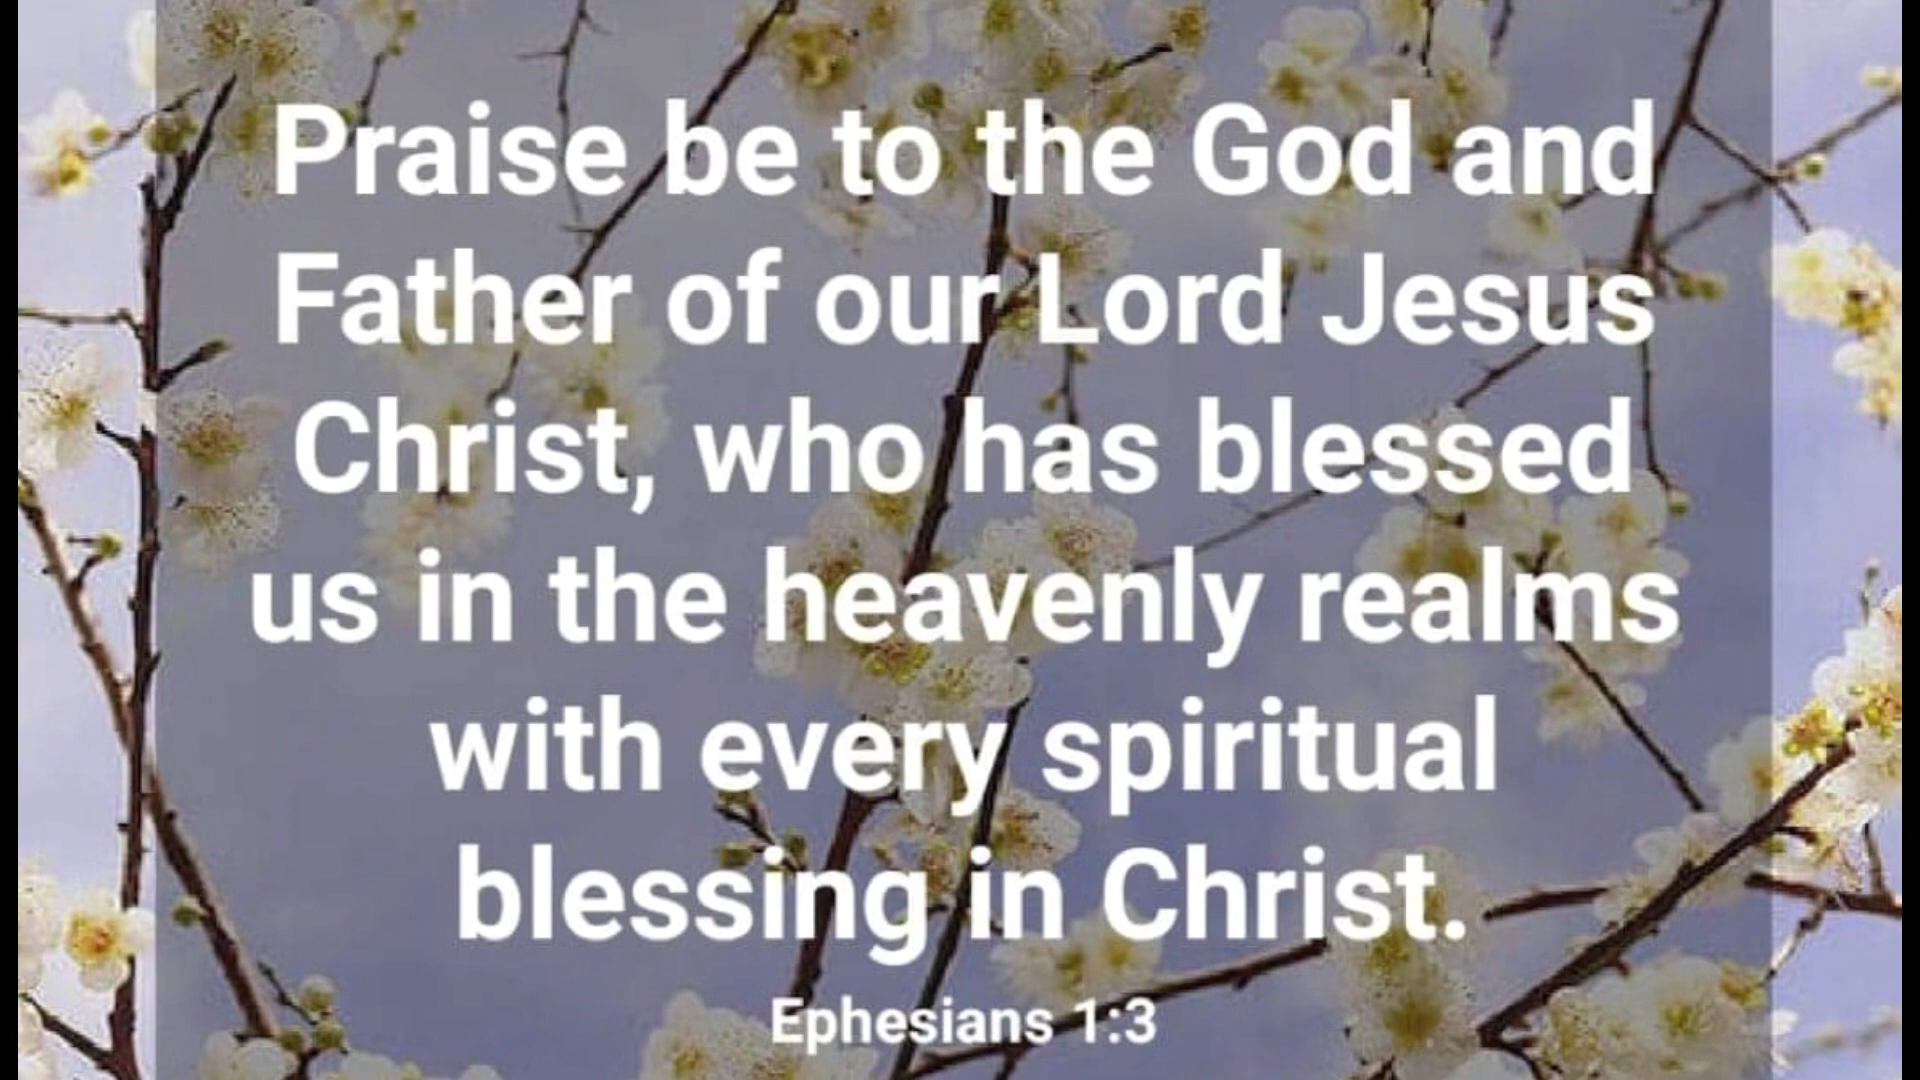 Praise be to the God and
Father of our Lord Jesus
Christ, who has blessed
us in the heavenly realms
with every spiritual
blessing in Christ.
Ephesians 1:3